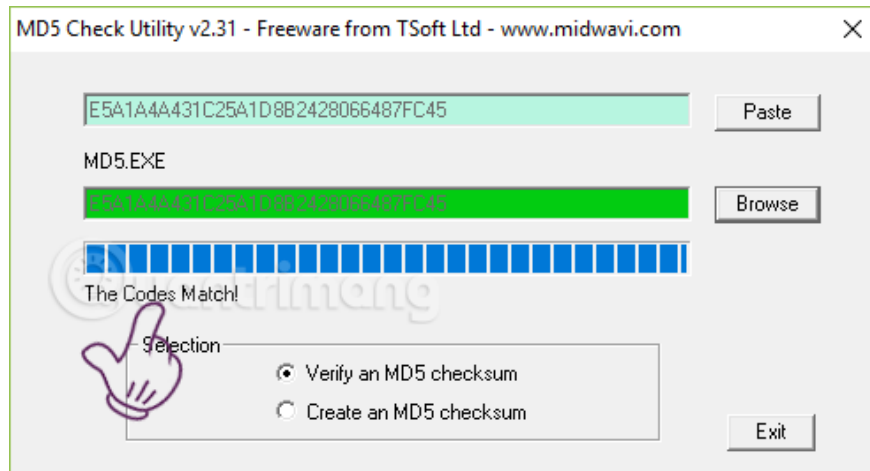 MD5 Check Utility v2.31 - Freeware from TSoft Ltd - www.midwavi.com
E5A1A4A431C25A1D8B2428066487FC45
Paste
MD5.EXE
E5A1A4A431C25A1D8B2428066487FC45
Browse
uantrimang
The Codes Match!
Selection
Verify an MD5 checksum
Create an MD5 checksum
Exit